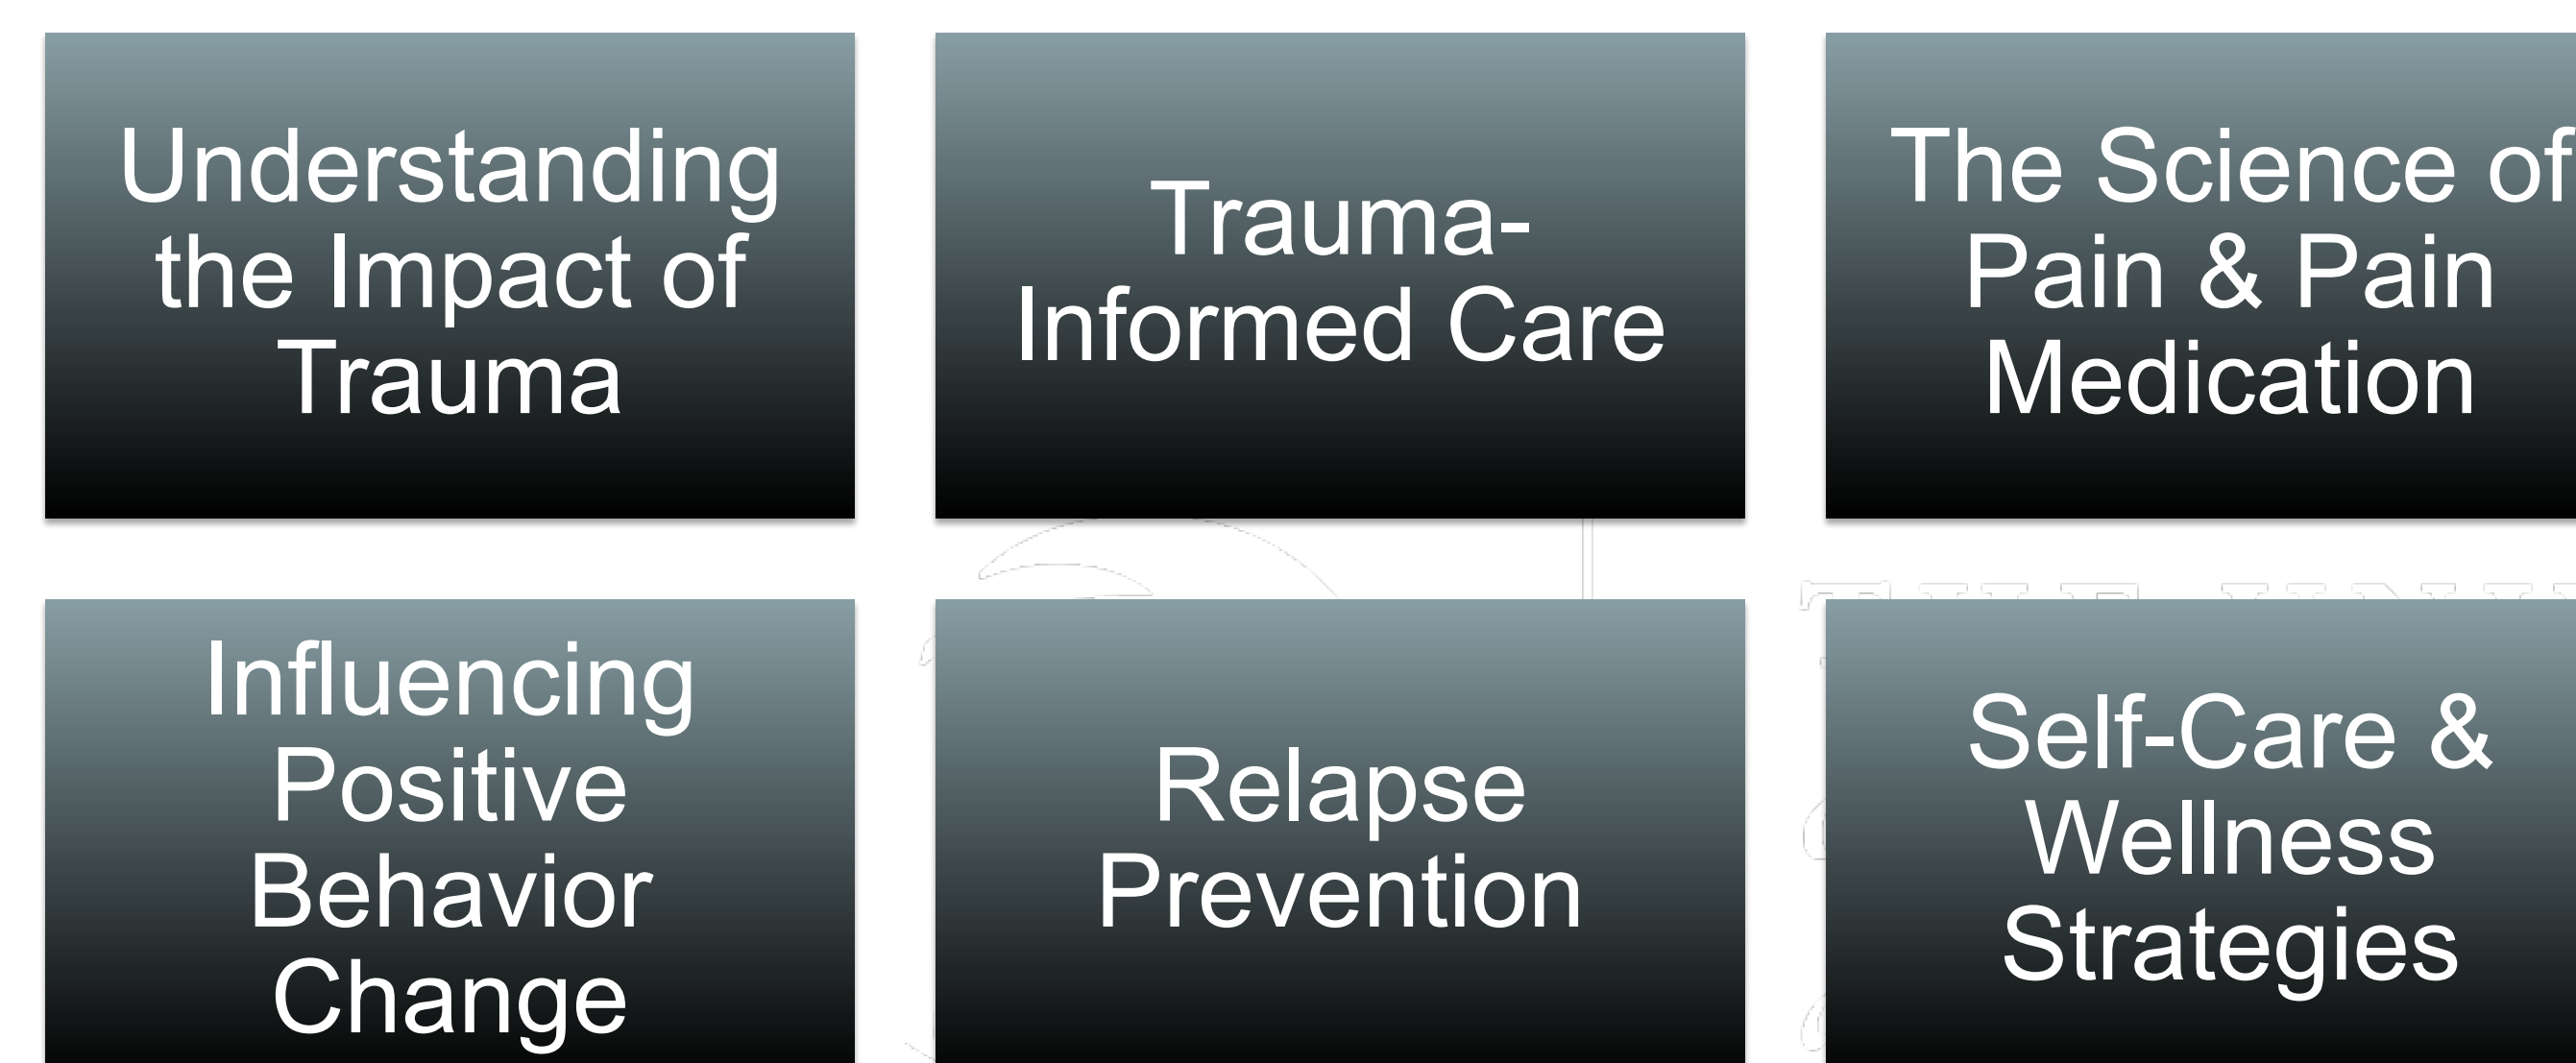 Understanding
the Impact of
Trauma
Trauma-
Informed Care
The Science of
Pain & Pain
Medication
Influencing
Positive
Behavior
Change
Relapse
Prevention
Self-Care &
Wellness
Strategies